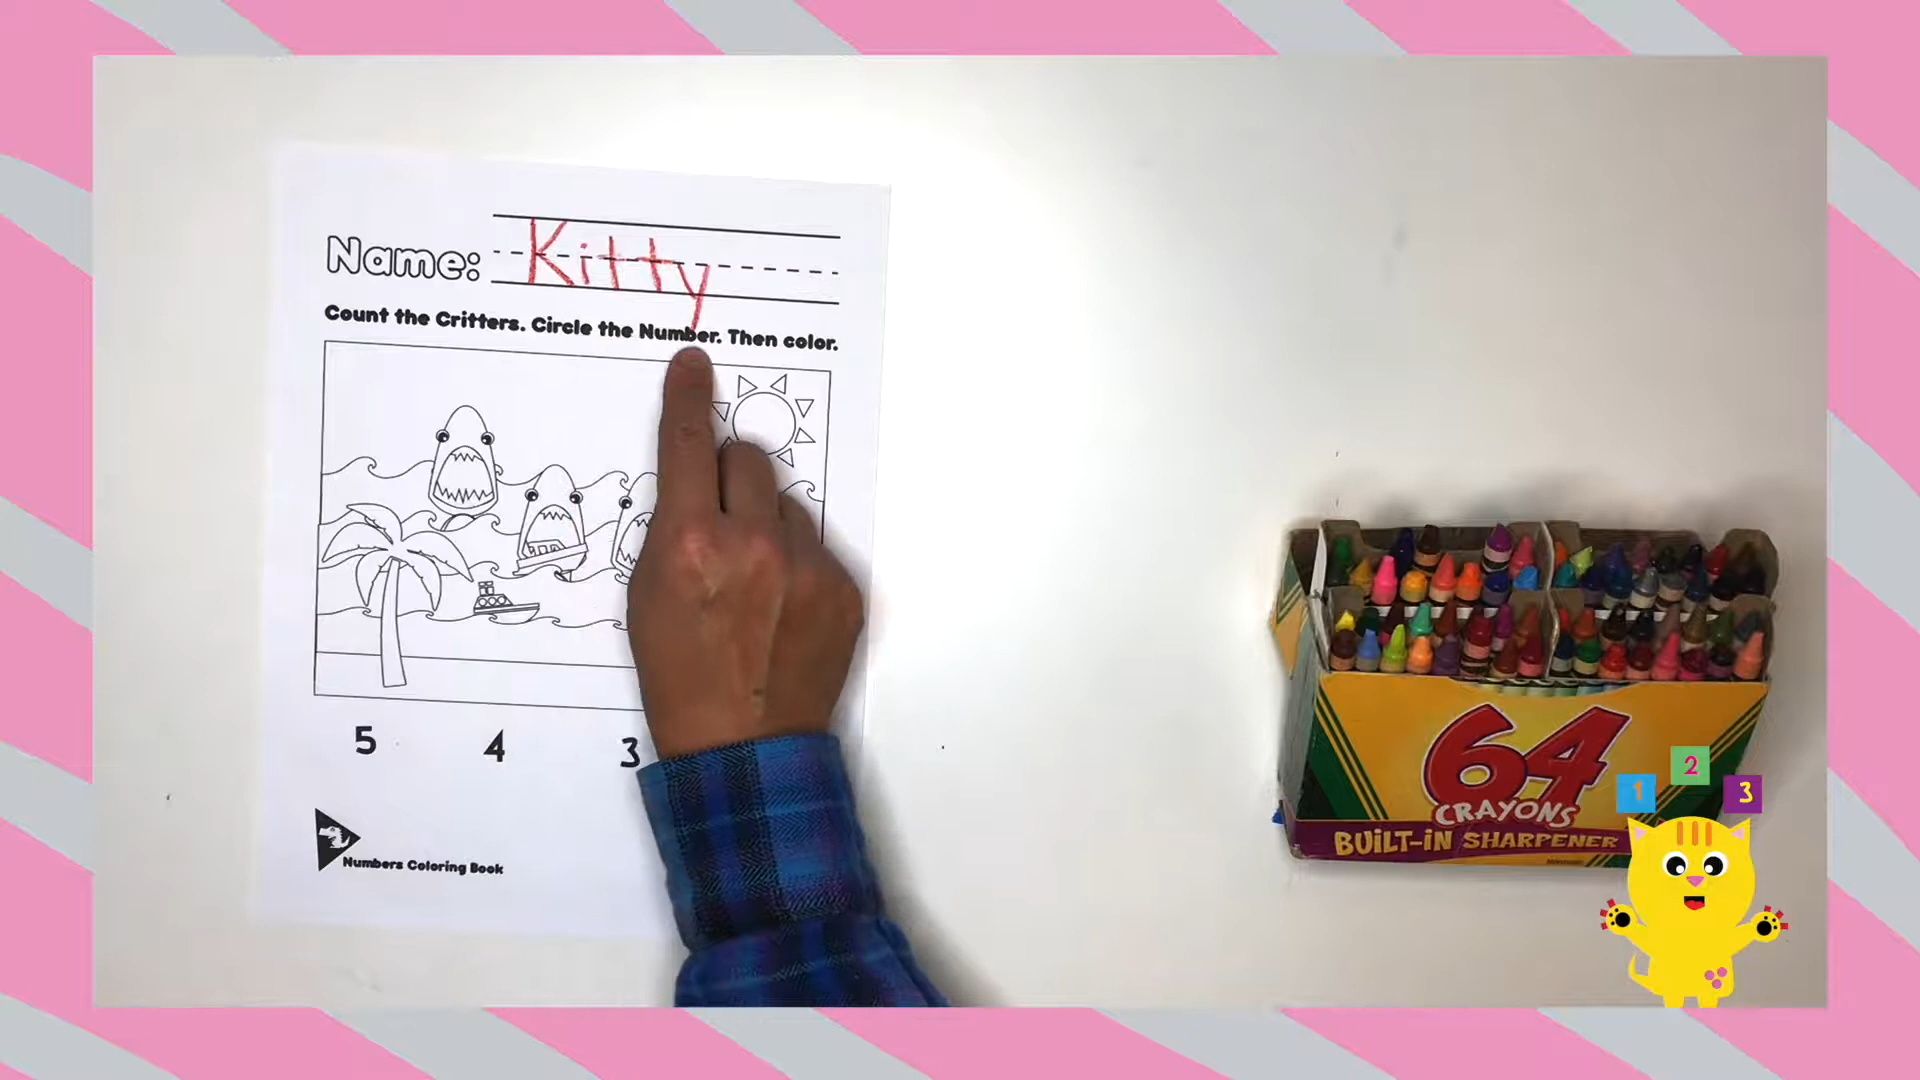 Name: Kitty
Count the Critters. Circle the Number. Then color.
5 4 3
Numbers Coloring Book
64
CRAYONS
BUILT-IN SHARPENER
1 2 3